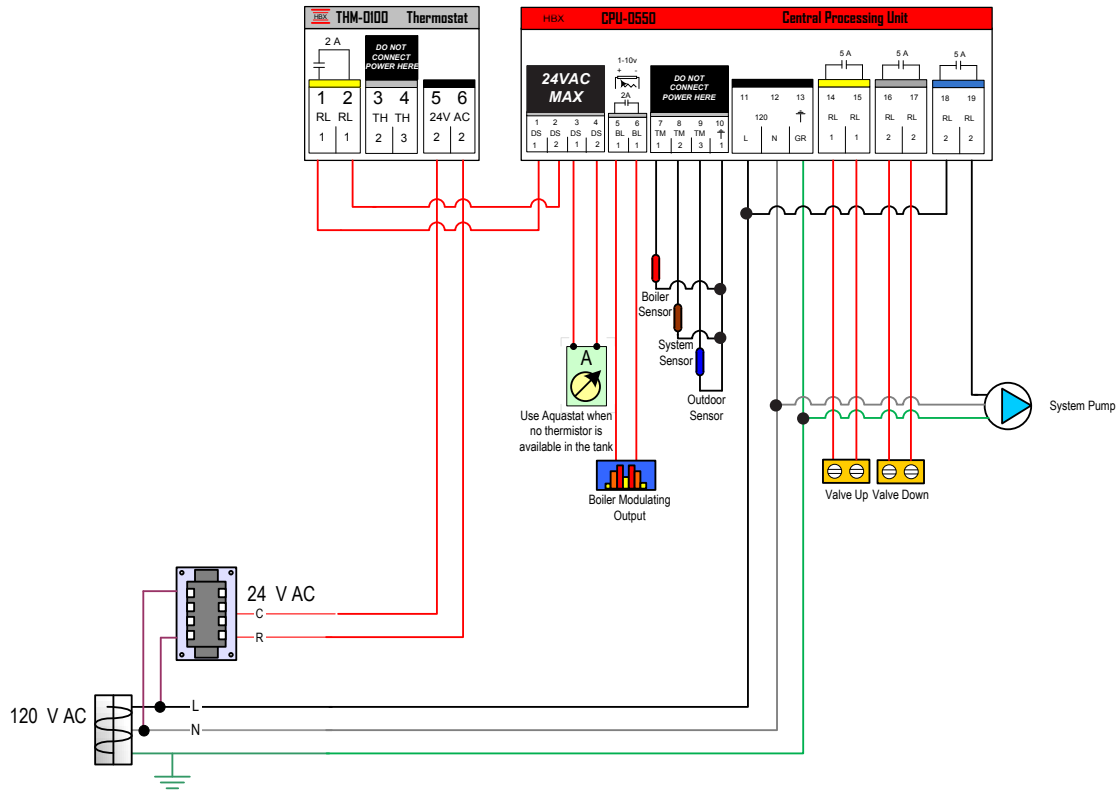 HBX THM-0100 Thermostat
2 A
DO NOT
CONNECT
POWER HERE
1 2 3 4 5 6
RL RL TH TH 24V AC
1 1 2 3 2 2
HBX CPU-0550 Central Processing Unit
24VAC
MAX
1-10v
+ -
2A
DO NOT
CONNECT
POWER HERE
5 A 5 A 5 A
1 2 3 4 5 6 7 8 9 10
DS DS DS DS BL BL TM TM TM
1 2 1 2 1 1 1 2 3 1
11 12 13
120
L N GR
14 15 16 17 18 19
RL RL RL RL RL RL
1 1 2 2 2 2
Boiler
Sensor
System
Sensor
Outdoor
Sensor
A
Use Aquastat when
no thermistor is
available in the tank
System Pump
Boiler Modulating
Output
Valve Up Valve Down
24 V AC
C
R
120 V AC
L
N